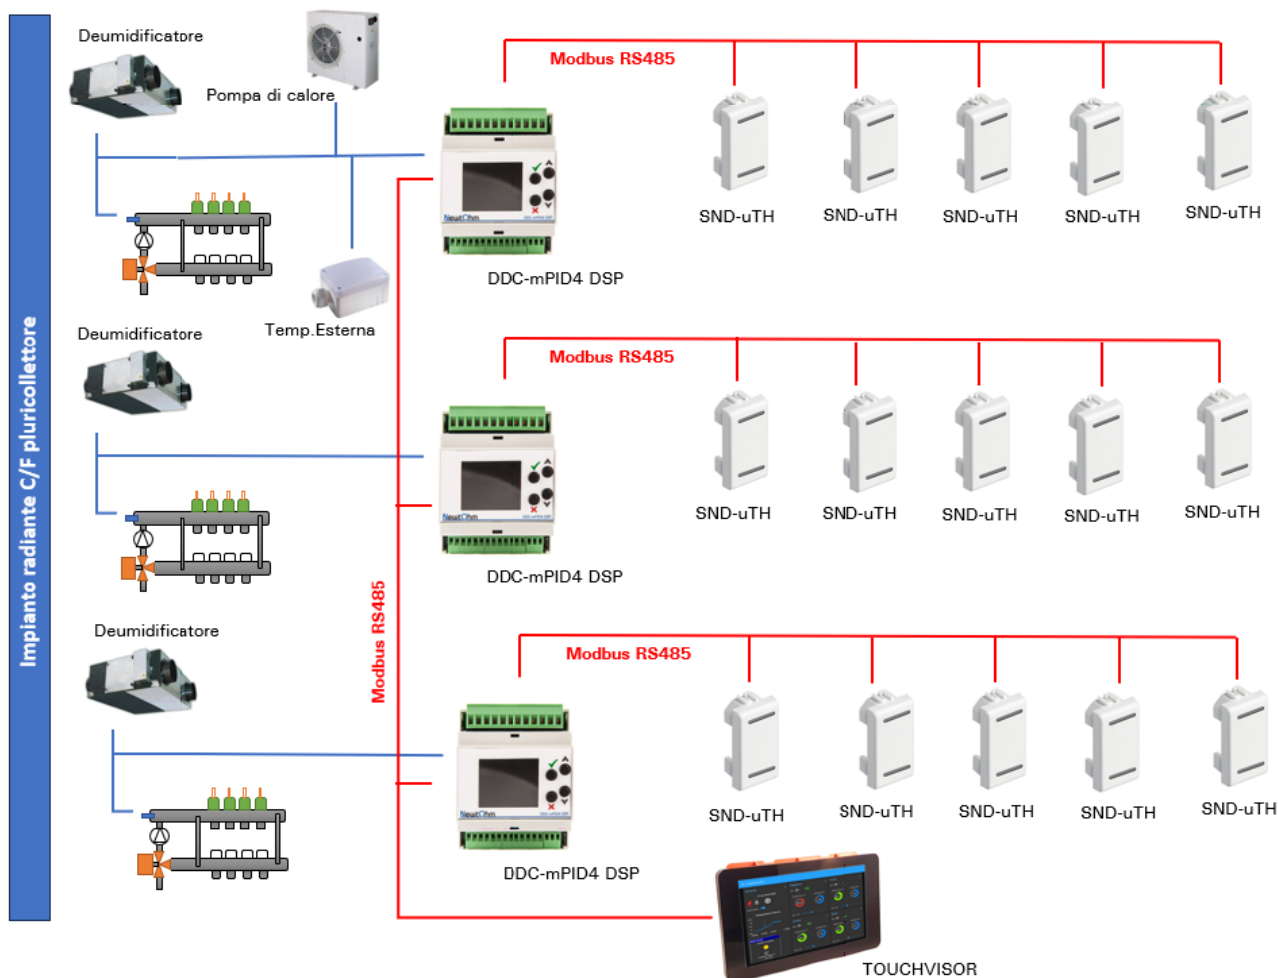 Impianto radiante C/F pluricollettore
Deumidificatore
Pompa di calore
Modbus RS485
NewtOhm
DDC-mPID4 DSP
SND-uTH
SND-uTH
SND-uTH
SND-uTH
SND-uTH
Temp.Esterna
Deumidificatore
Modbus RS485
NewtOhm
DDC-mPID4 DSP
SND-uTH
SND-uTH
SND-uTH
SND-uTH
SND-uTH
Modbus RS485
Deumidificatore
Modbus RS485
NewtOhm
DDC-mPID4 DSP
SND-uTH
SND-uTH
SND-uTH
SND-uTH
SND-uTH
TOUCHVISOR